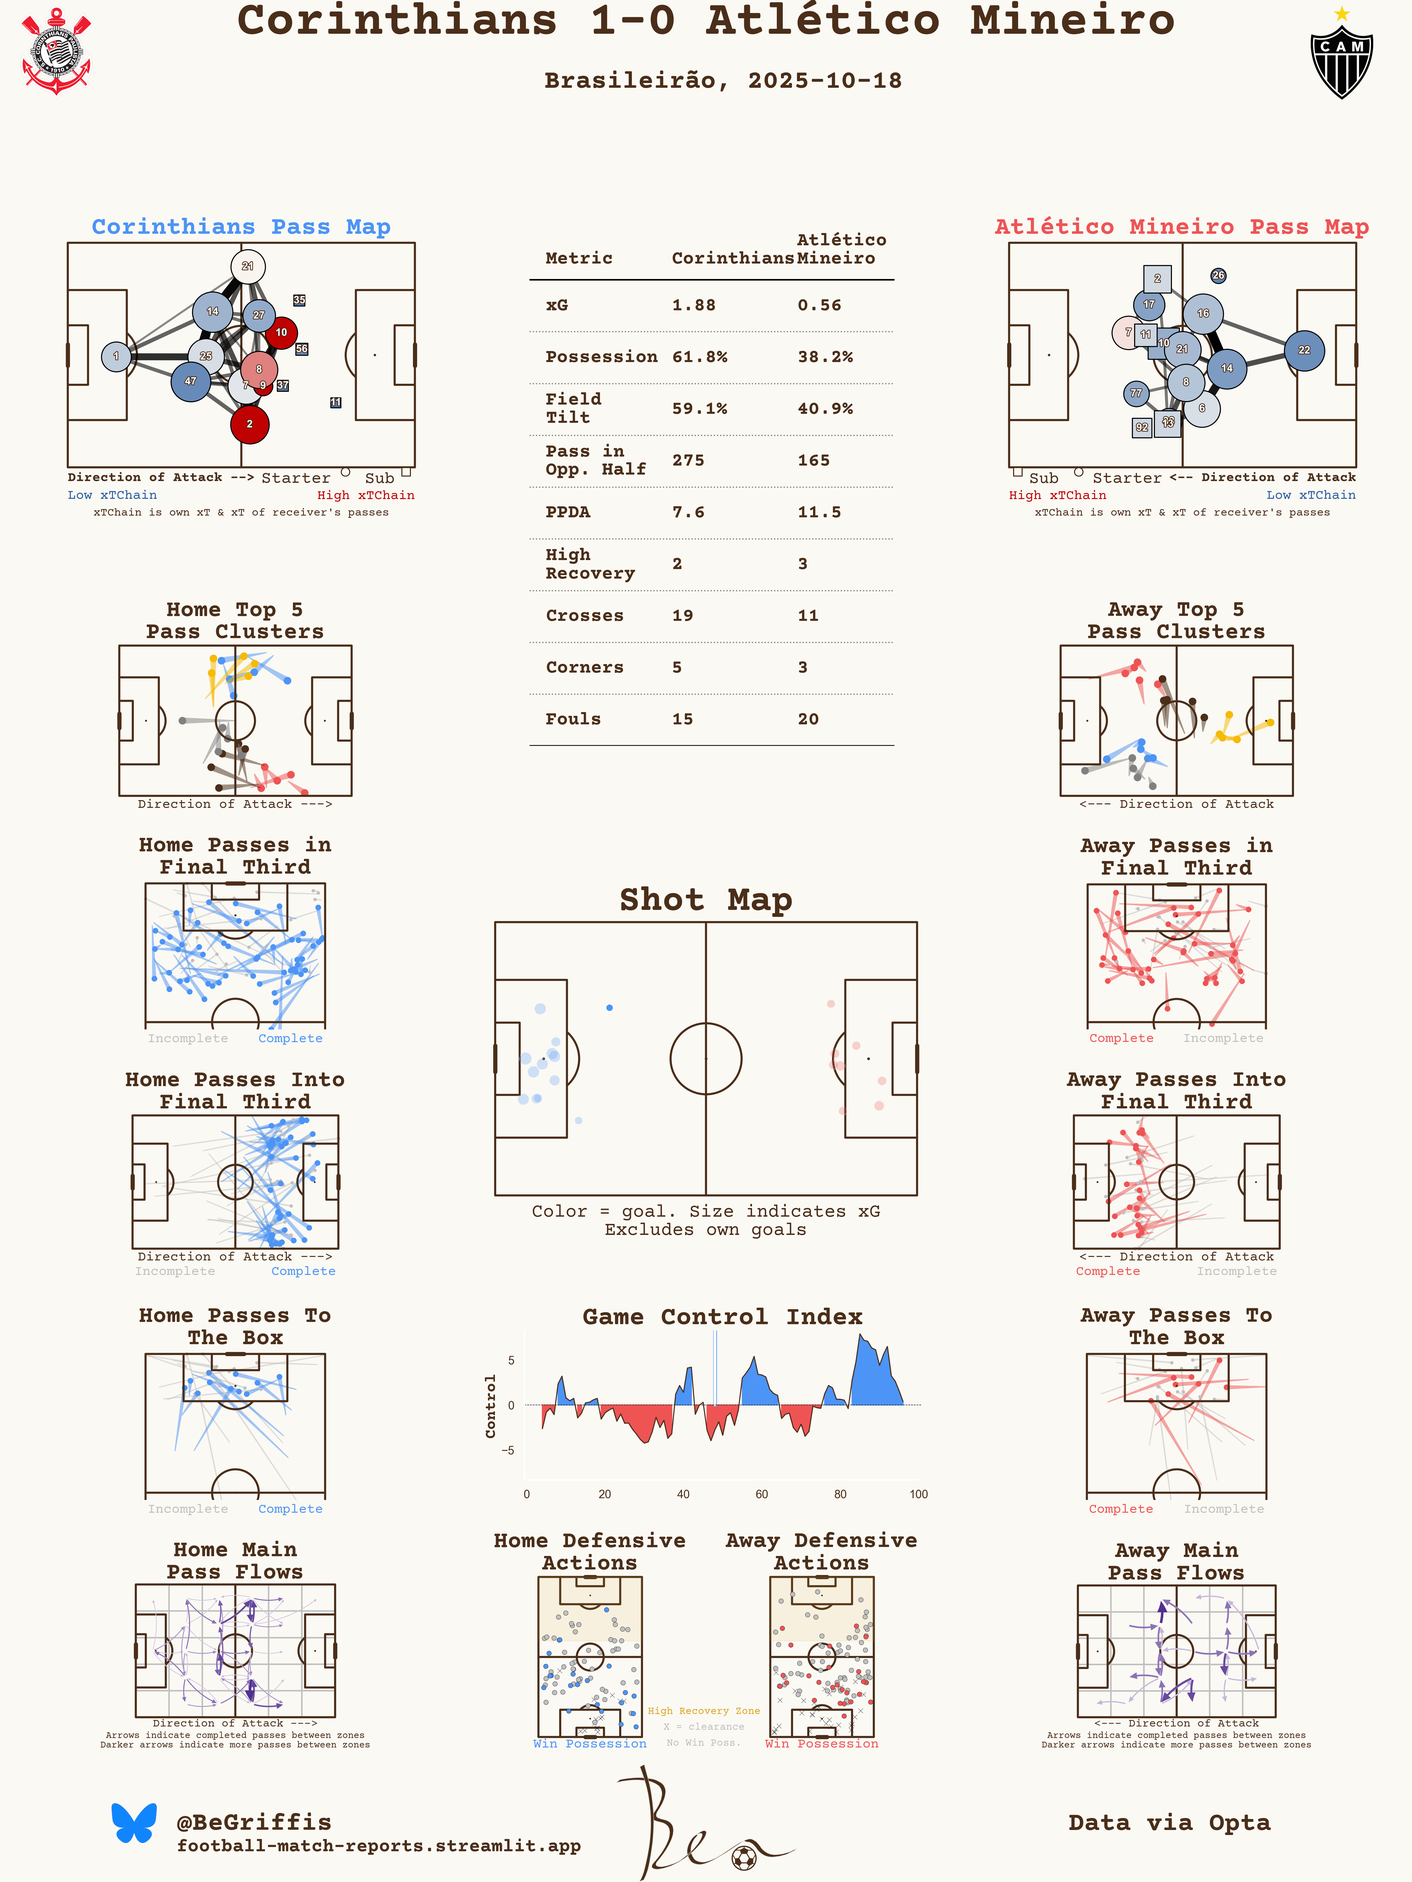 Corinthians 1-0 Atlético Mineiro
Brasileirão, 2025-10-18
CAM
Corinthians Pass Map
21
14
27
35
10
56
1
25
8
47
7
9
37
11
2
Direction of Attack --> Starter Sub
Low xTChain High xTChain
xTChain is own xT & xT of receiver's passes
Metric Corinthians Atlético Mineiro
xG 1.88 0.56
Possession 61.8% 38.2%
Field Tilt 59.1% 40.9%
Pass in Opp. Half 275 165
PPDA 7.6 11.5
High Recovery 2 3
Crosses 19 11
Corners 5 3
Fouls 15 20
Atlético Mineiro Pass Map
2
26
17
16
7
11
10
21
22
14
8
77
6
13
92
Sub Starter <-- Direction of Attack
High xTChain Low xTChain
xTChain is own xT & xT of receiver's passes
Home Top 5
Pass Clusters
Direction of Attack --->
Away Top 5
Pass Clusters
<--- Direction of Attack
Home Passes in
Final Third
Incomplete Complete
Away Passes in
Final Third
Complete Incomplete
Shot Map
Color = goal. Size indicates xG
Excludes own goals
Home Passes Into
Final Third
Direction of Attack --->
Incomplete Complete
Away Passes Into
Final Third
<--- Direction of Attack
Complete Incomplete
Home Passes To
The Box
Incomplete Complete
Game Control Index
Control
5
0
−5
0 20 40 60 80 100
Away Passes To
The Box
Complete Incomplete
Home Main
Pass Flows
Direction of Attack --->
Arrows indicate completed passes between zones
Darker arrows indicate more passes between zones
Home Defensive
Actions
Win Possession
Away Defensive
Actions
Win Possession
High Recovery Zone
X = clearance
No Win Poss.
Away Main
Pass Flows
<--- Direction of Attack
Arrows indicate completed passes between zones
Darker arrows indicate more passes between zones
@BeGriffis
football-match-reports.streamlit.app
Ben
Data via Opta